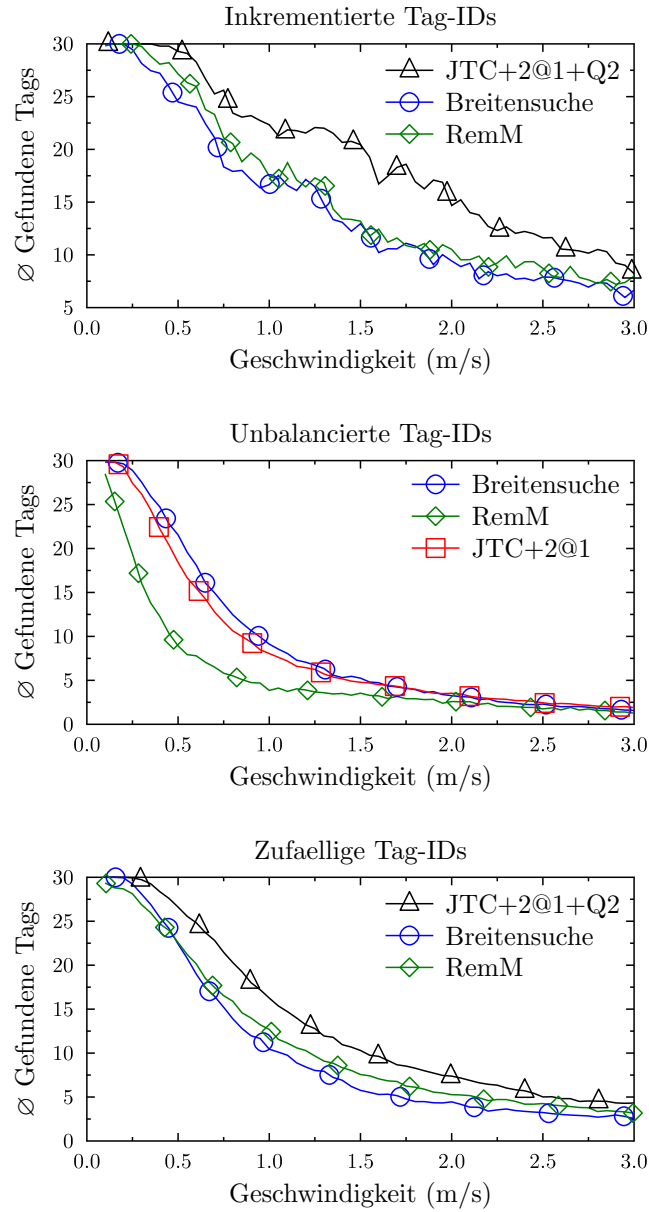 Inkrementierte Tag-IDs
30
25
20
15
10
5
∅ Gefundene Tags
JTC+2@1+Q2
Breitensuche
RemM
0.0 0.5 1.0 1.5 2.0 2.5 3.0
Geschwindigkeit (m/s)
Unbalancierte Tag-IDs
30
25
20
15
10
5
0
∅ Gefundene Tags
Breitensuche
RemM
JTC+2@1
0.0 0.5 1.0 1.5 2.0 2.5 3.0
Geschwindigkeit (m/s)
Zufaellige Tag-IDs
30
25
20
15
10
5
0
∅ Gefundene Tags
JTC+2@1+Q2
Breitensuche
RemM
0.0 0.5 1.0 1.5 2.0 2.5 3.0
Geschwindigkeit (m/s)